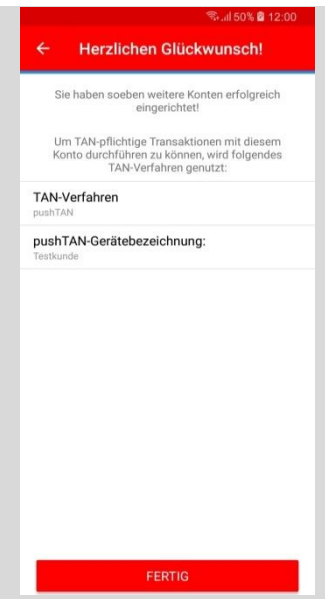 50% 12:00
Herzlichen Glückwunsch!
Sie haben soeben weitere Konten erfolgreich
eingerichtet!
Um TAN-pflichtige Transaktionen mit diesem
Konto durchführen zu können, wird folgendes
TAN-Verfahren genutzt:
TAN-Verfahren
pushTAN
pushTAN-Gerätebezeichnung:
Testkunde
FERTIG